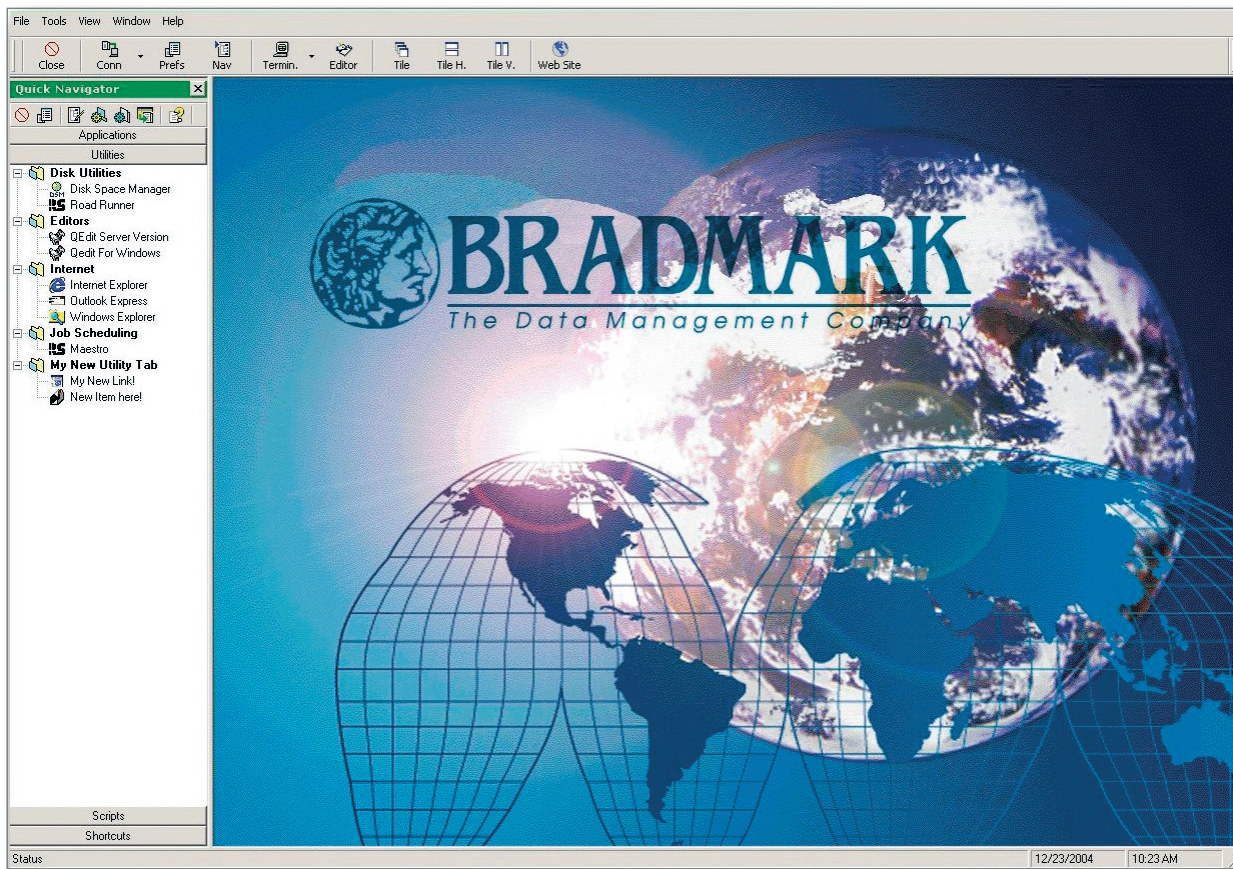 File Tools View Window Help
Close Conn Prefs Nav Termin. Editor Tile Tile H. Tile V. Web Site
Quick Navigator
Applications
Utilities
Disk Utilities
DSM Disk Space Manager
Road Runner
Editors
QEdit Server Version
Qedit For Windows
Internet
Internet Explorer
Outlook Express
Windows Explorer
Job Scheduling
Maestro
My New Utility Tab
My New Link!
New Item here!
Scripts
Shortcuts
BRADMARK
The Data Management Company
Status 12/23/2004 10:23 AM